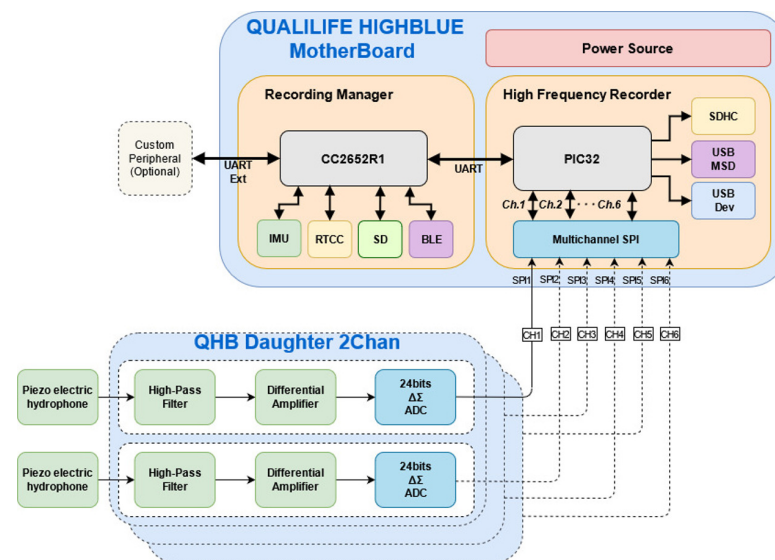 QUALILIFE HIGHBLUE
MotherBoard
Power Source
Recording Manager
High Frequency Recorder
Custom
Peripheral
(Optional)
UART
Ext
CC2652R1
UART
PIC32
SDHC
USB
MSD
USB
Dev
IMU
RTCC
SD
BLE
Ch.1
Ch.2
· · ·
Ch.6
Multichannel SPI
SPI1
SPI2
SPI3
SPI4
SPI5
SPI6
CH1
CH2
CH3
CH4
CH5
CH6
QHB Daughter 2Chan
Piezo electric
hydrophone
High-Pass
Filter
Differential
Amplifier
24bits
ΔΣ
ADC
Piezo electric
hydrophone
High-Pass
Filter
Differential
Amplifier
24bits
ΔΣ
ADC